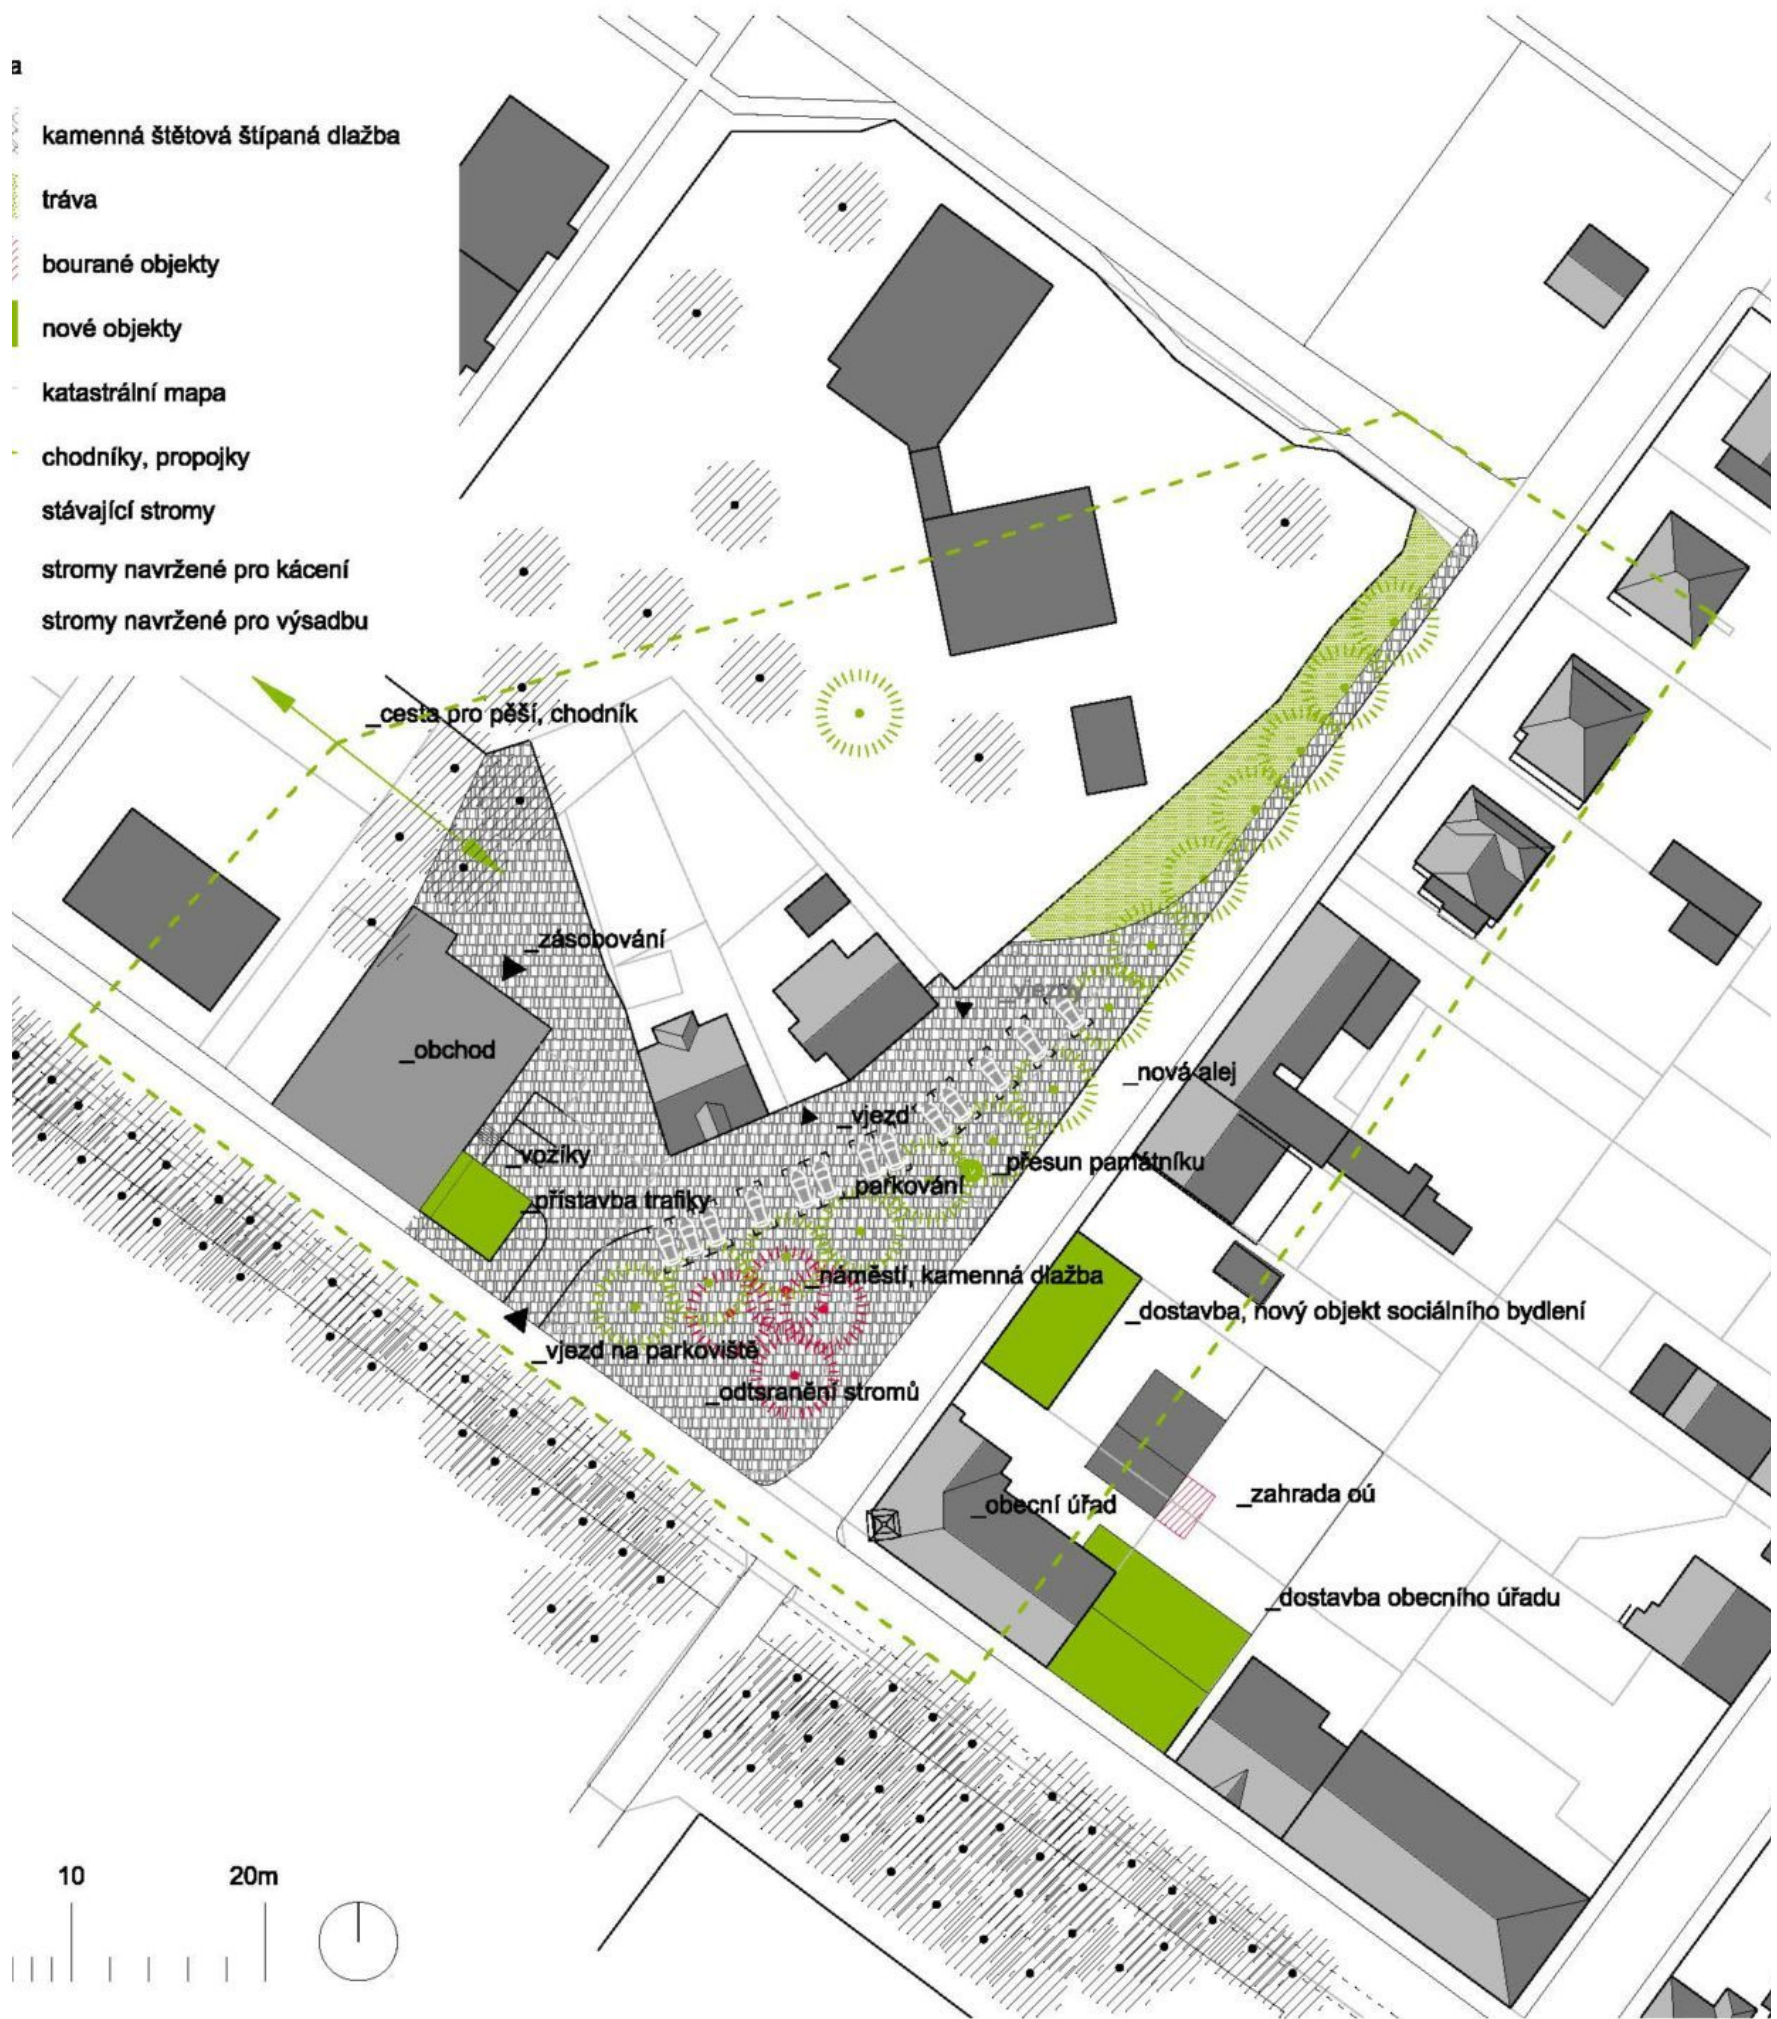 a
kamenná štětová štípaná dlažba
tráva
bourané objekty
nové objekty
katastrální mapa
chodníky, propojky
stávající stromy
stromy navržené pro kácení
stromy navržené pro výsadbu
_cesta pro pěší, chodník
_zásobování
_vjezd
_obchod
_nová alej
_vjezd
_vozíky
_přesun památníku
_parkování
_přístavba trafiky
_náměstí, kamenná dlažba
_dostavba, nový objekt sociálního bydlení
_vjezd na parkoviště
_odtsranění stromů
_zahrada oú
_obecní úřad
_dostavba obecního úřadu
10 20m